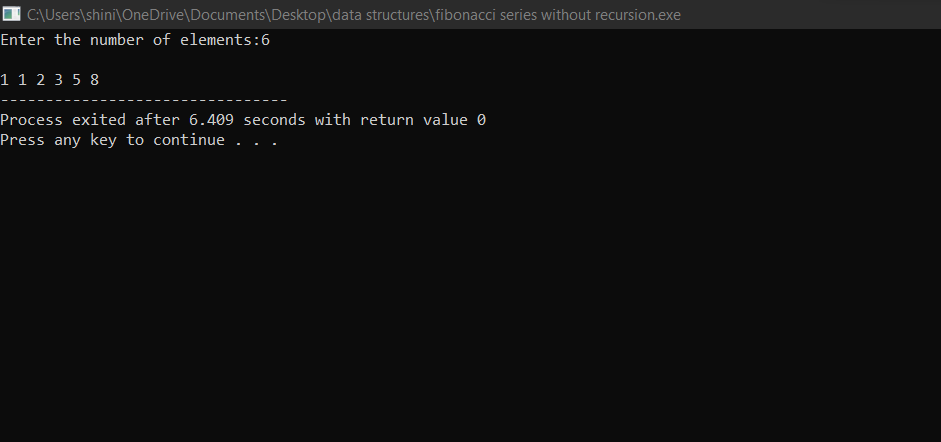 C:\Users\shini\OneDrive\Documents\Desktop\data structures\fibonacci series without recursion.exe
Enter the number of elements:6
1 1 2 3 5 8
--------------------------------
Process exited after 6.409 seconds with return value 0
Press any key to continue . . .